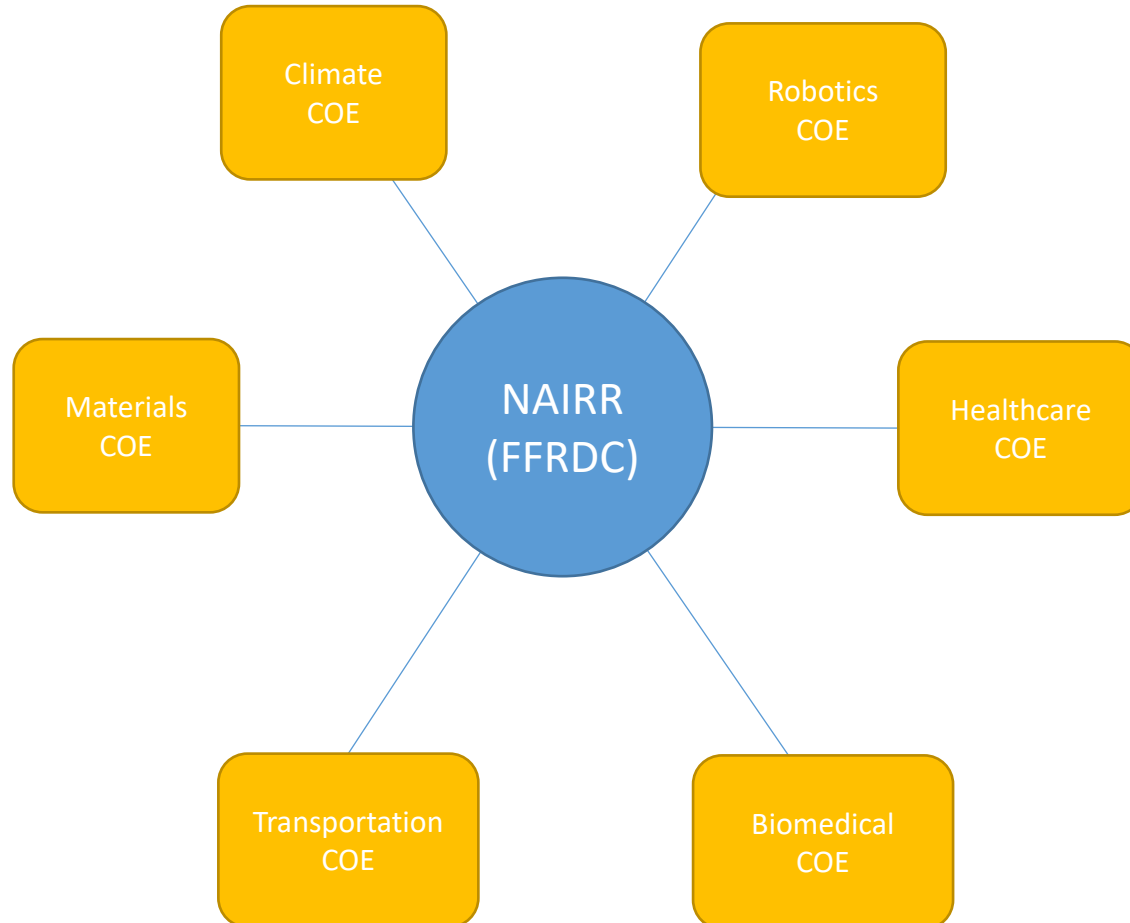 Climate
COE
Robotics
COE
NAIRR
(FFRDC)
Materials
COE
Healthcare
COE
Transportation
COE
Biomedical
COE